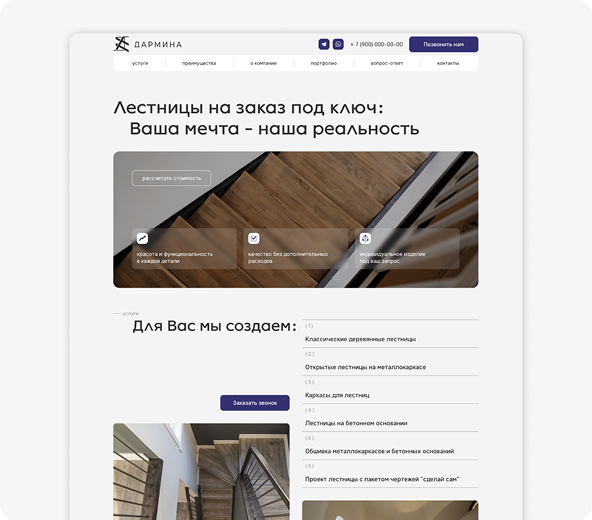 ДАРМИНА
+ 7 (900) 000-00-00
Позвонить нам
услуги
преимущества
о компании
портфолио
вопрос-ответ
контакты
Лестницы на заказ под ключ:
Ваша мечта - наша реальность
рассчитать стоимость
красота и функциональность
в каждой детали
качество без дополнительных
расходов
индивидуальное изделие
под ваш запрос
услуги
Для Вас мы создаем:
Заказать звонок
( 1 )
Классические деревянные лестницы
( 2 )
Открытые лестницы на металлокаркасе
( 3 )
Каркасы для лестниц
( 4 )
Лестницы на бетонном основании
( 5 )
Обшивка металлокаркасов и бетонных оснований
( 5 )
Проект лестницы с пакетом чертежей "сделай сам"